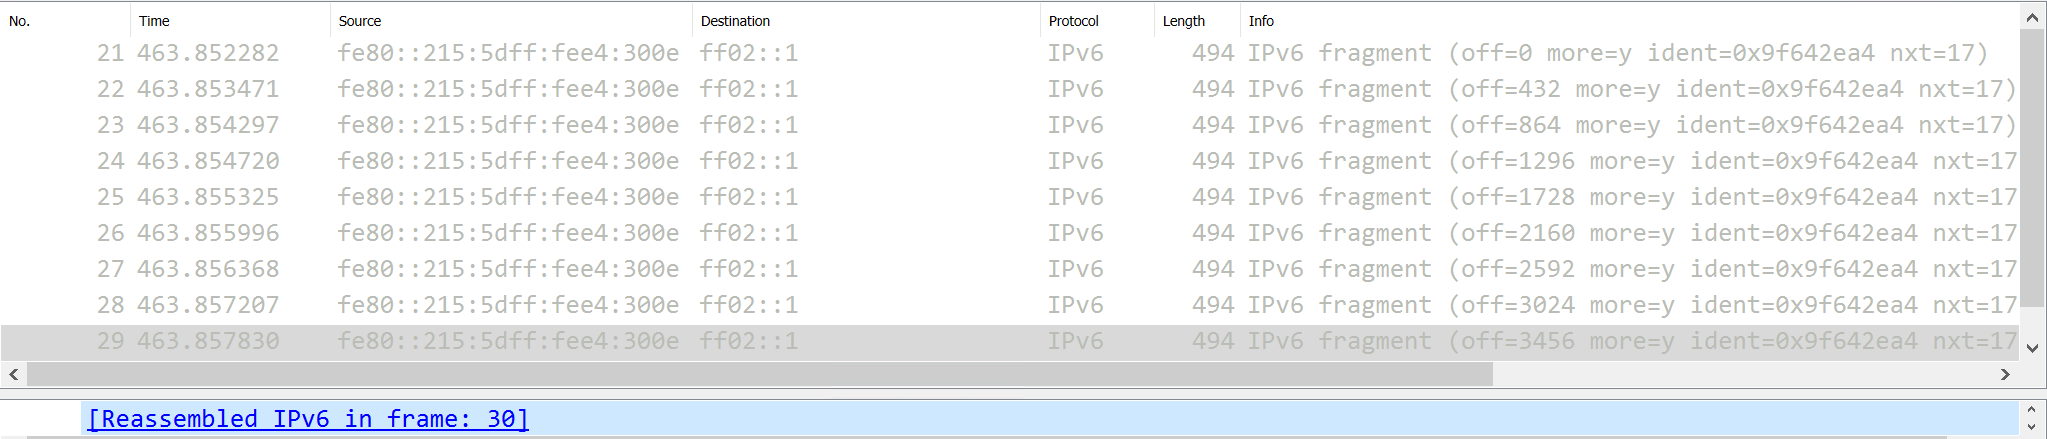 No. Time Source Destination Protocol Length Info
21 463.852282 fe80::215:5dff:fee4:300e ff02::1 IPv6 494 IPv6 fragment (off=0 more=y ident=0x9f642ea4 nxt=17)
22 463.853471 fe80::215:5dff:fee4:300e ff02::1 IPv6 494 IPv6 fragment (off=432 more=y ident=0x9f642ea4 nxt=17)
23 463.854297 fe80::215:5dff:fee4:300e ff02::1 IPv6 494 IPv6 fragment (off=864 more=y ident=0x9f642ea4 nxt=17)
24 463.854720 fe80::215:5dff:fee4:300e ff02::1 IPv6 494 IPv6 fragment (off=1296 more=y ident=0x9f642ea4 nxt=17
25 463.855325 fe80::215:5dff:fee4:300e ff02::1 IPv6 494 IPv6 fragment (off=1728 more=y ident=0x9f642ea4 nxt=17
26 463.855996 fe80::215:5dff:fee4:300e ff02::1 IPv6 494 IPv6 fragment (off=2160 more=y ident=0x9f642ea4 nxt=17
27 463.856368 fe80::215:5dff:fee4:300e ff02::1 IPv6 494 IPv6 fragment (off=2592 more=y ident=0x9f642ea4 nxt=17
28 463.857207 fe80::215:5dff:fee4:300e ff02::1 IPv6 494 IPv6 fragment (off=3024 more=y ident=0x9f642ea4 nxt=17
29 463.857830 fe80::215:5dff:fee4:300e ff02::1 IPv6 494 IPv6 fragment (off=3456 more=y ident=0x9f642ea4 nxt=17
[Reassembled IPv6 in frame: 30]